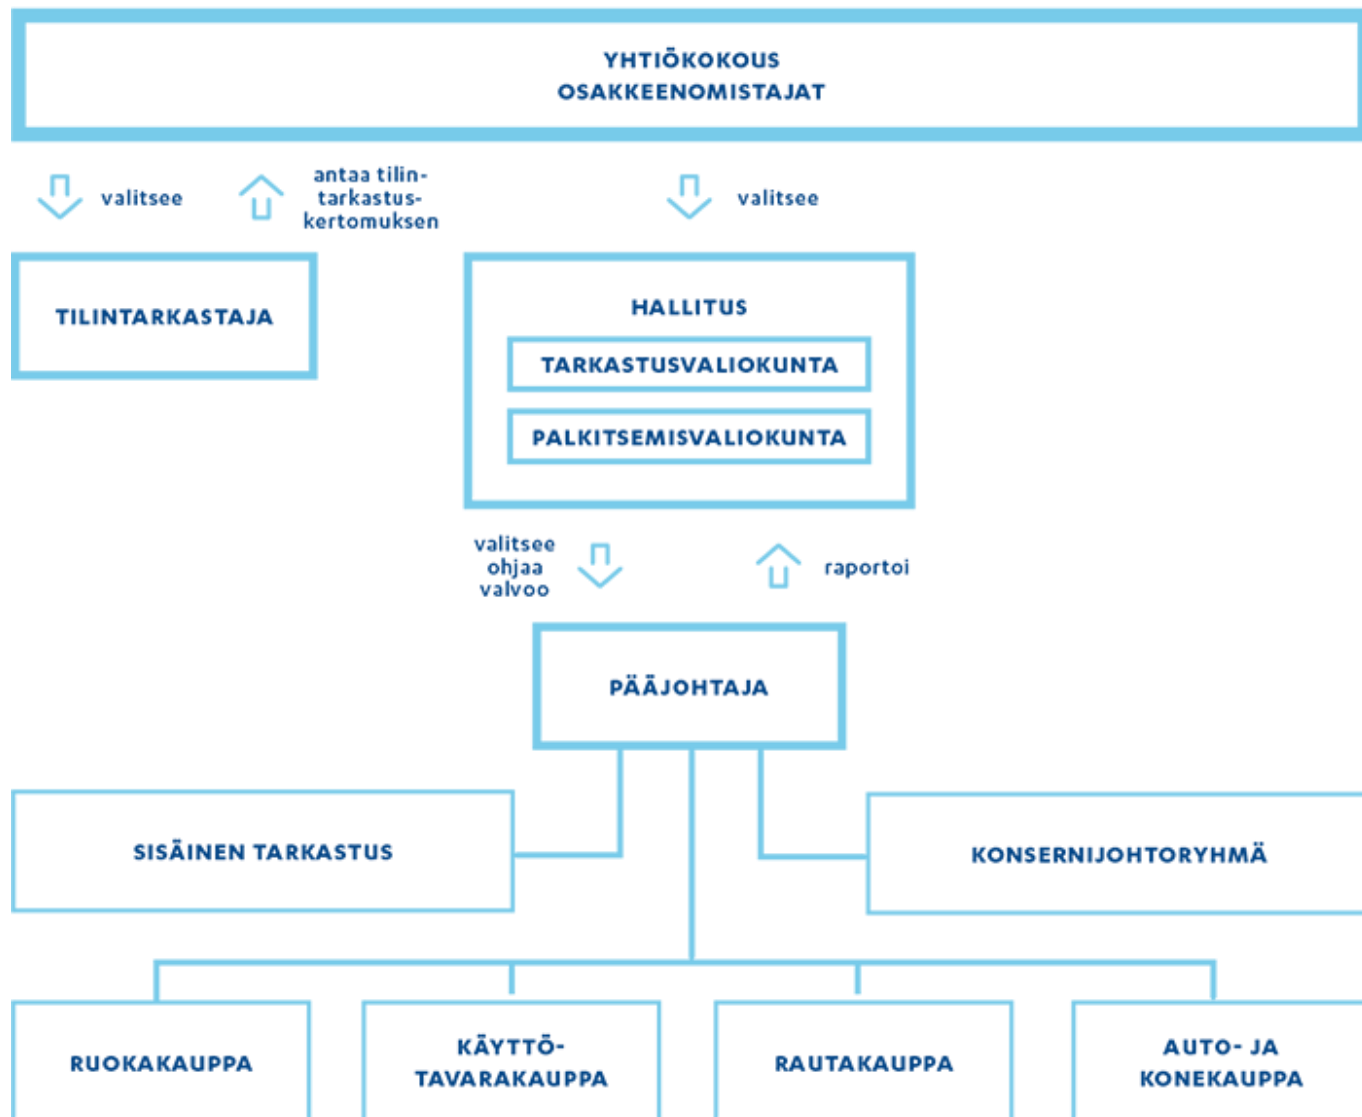 YHTIÖKOKOUS
OSAKKEENOMISTAJAT
valitsee
antaa tilin-
tarkastus-
kertomuksen
valitsee
TILINTARKASTAJA
HALLITUS
TARKASTUSVALIOKUNTA
PALKITSEMISVALIOKUNTA
valitsee
ohjaa
valvoo
raportoi
PÄÄJOHTAJA
SISÄINEN TARKASTUS
KONSERNIJOHTORYHMÄ
RUOKAKAUPPA
KÄYTTÖ-
TAVARAKAUPPA
RAUTAKAUPPA
AUTO- JA
KONEKAUPPA